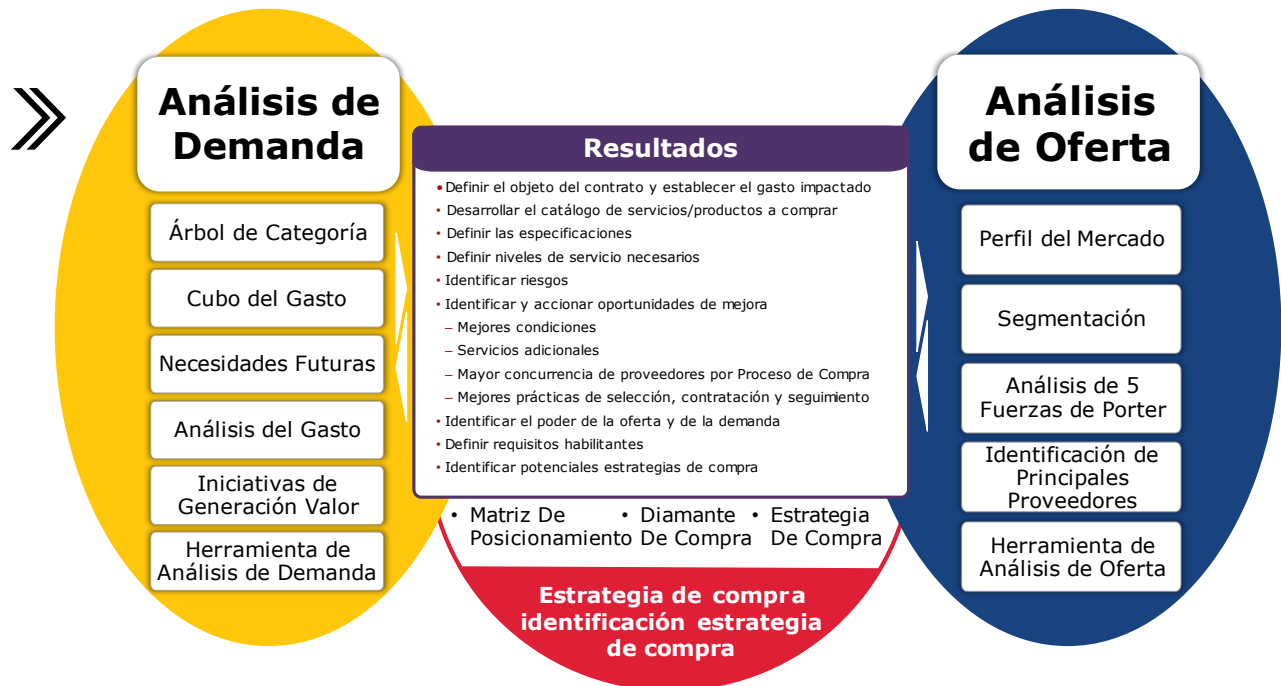 Análisis de
Demanda
Árbol de Categoría
Cubo del Gasto
Necesidades Futuras
Análisis del Gasto
Iniciativas de
Generación Valor
Herramienta de
Análisis de Demanda
Resultados
• Definir el objeto del contrato y establecer el gasto impactado
• Desarrollar el catálogo de servicios/productos a comprar
• Definir las especificaciones
• Definir niveles de servicio necesarios
• Identificar riesgos
• Identificar y accionar oportunidades de mejora
– Mejores condiciones
– Servicios adicionales
– Mayor concurrencia de proveedores por Proceso de Compra
– Mejores prácticas de selección, contratación y seguimiento
• Identificar el poder de la oferta y de la demanda
• Definir requisitos habilitantes
• Identificar potenciales estrategias de compra
• Matriz De
Posicionamiento
• Diamante
De Compra
• Estrategia
De Compra
Estrategia de compra
identificación estrategia
de compra
Análisis
de Oferta
Perfil del Mercado
Segmentación
Análisis de 5
Fuerzas de Porter
Identificación de
Principales
Proveedores
Herramienta de
Análisis de Oferta